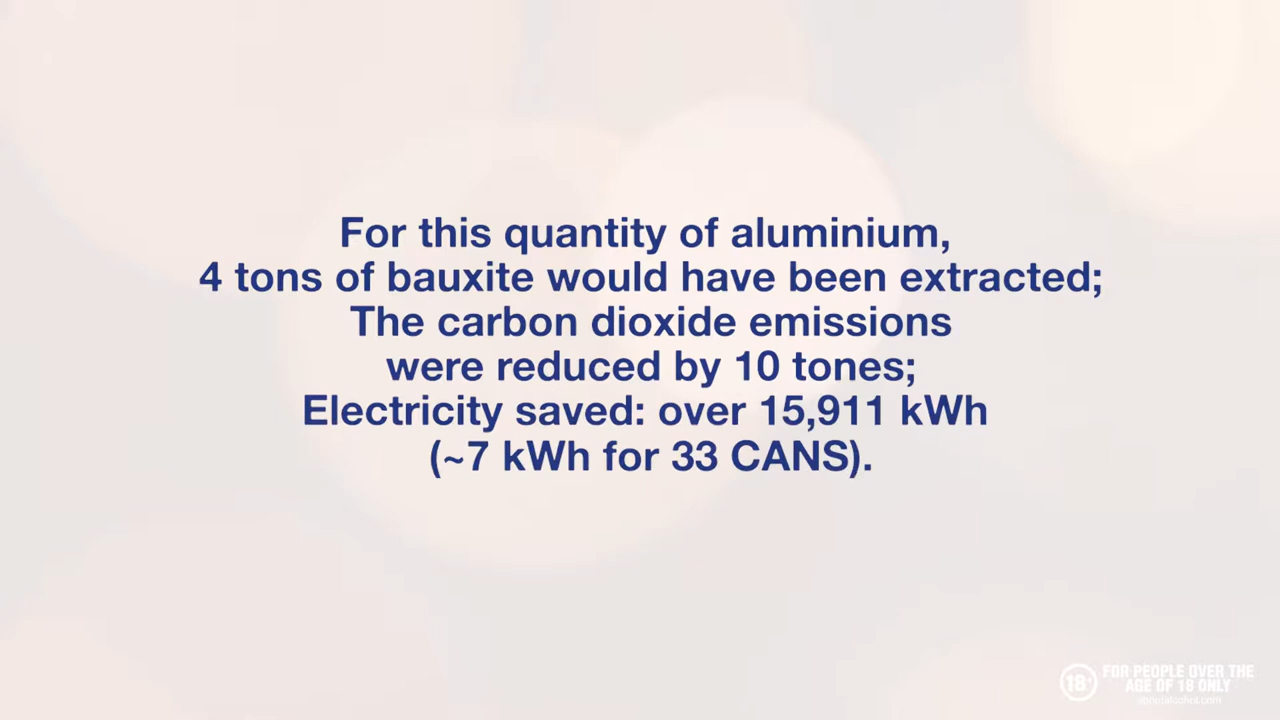 For this quantity of aluminium,
4 tons of bauxite would have been extracted;
The carbon dioxide emissions
were reduced by 10 tones;
Electricity saved: over 15,911 kWh
(~7 kWh for 33 CANS).
18+
FOR PEOPLE OVER THE
AGE OF 18 ONLY